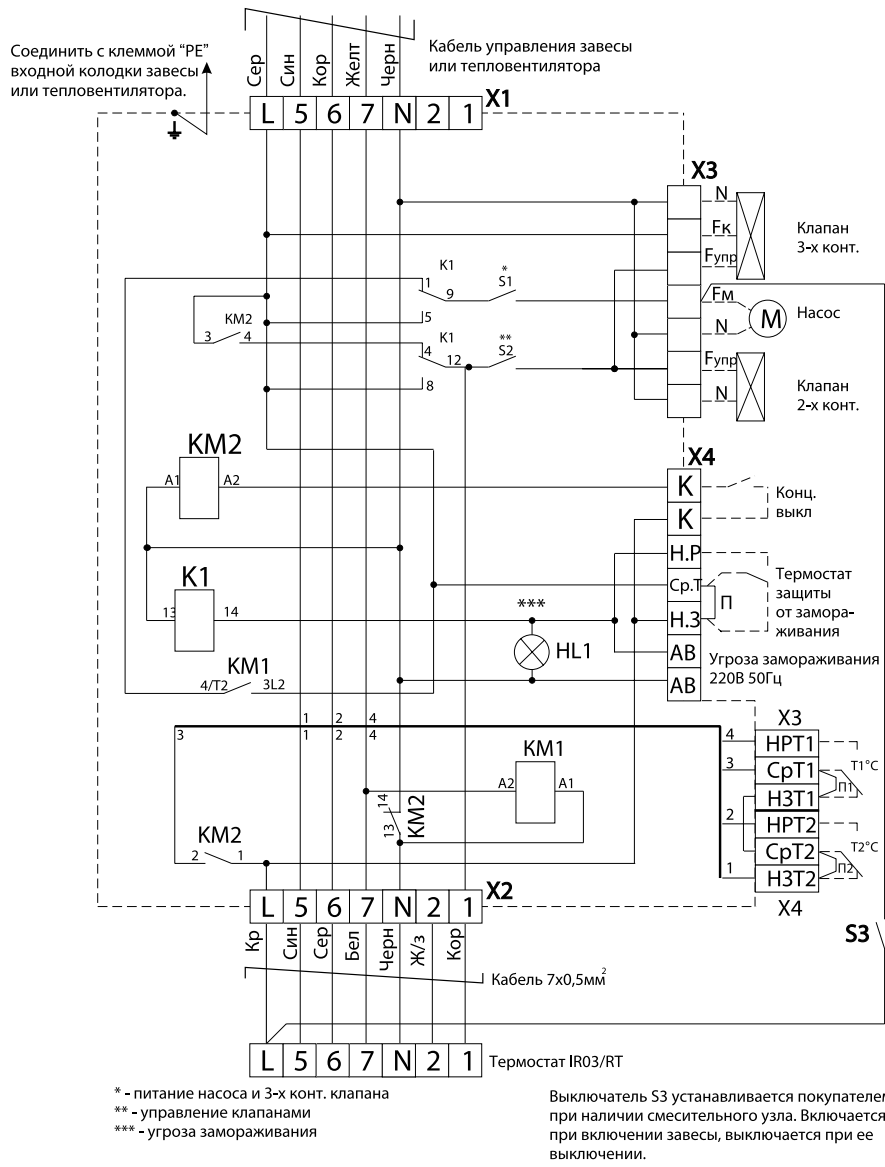 Соединить с клеммой “PE”
входной колодки завесы
или тепловентилятора.
Сер
Син
Кор
Желт
Черн
Кабель управления завесы
или тепловентилятора
L 5 6 7 N 2 1
X1
X3
N
Fк
Fупр
Клапан
3-х конт.
Fм
N
M
Насос
Fупр
N
Клапан
2-х конт.
K1
1
9
*
S1
5
KM2
3 4
K1
4
12
**
S2
8
KM2
A1 A2
X4
K
K
Конц.
выкл
Н.Р
Ср.Т
Н.З
П
Термостат
защиты
от замора-
живания
K1
13 14
***
HL1
AB
AB
Угроза замораживания
220В 50Гц
KM1
4/T2 3L2
3
1 2 4
1 2 4
KM1
A2 A1
14
13
KM2
KM2
2 1
X3
4 НРТ1
3 СрТ1
НЗТ1
T1°C
П1
2 НРТ2
СрТ2
1 НЗТ2
T2°C
П2
X4
L 5 6 7 N 2 1
X2
Кр
Син
Сер
Бел
Черн
Ж/з
Кор
S3
Кабель 7х0,5мм²
L 5 6 7 N 2 1
Термостат IR03/RT
* - питание насоса и 3-х конт. клапана
** - управление клапанами
*** - угроза замораживания
Выключатель S3 устанавливается покупателем
при наличии смесительного узла. Включается
при включении завесы, выключается при ее
выключении.